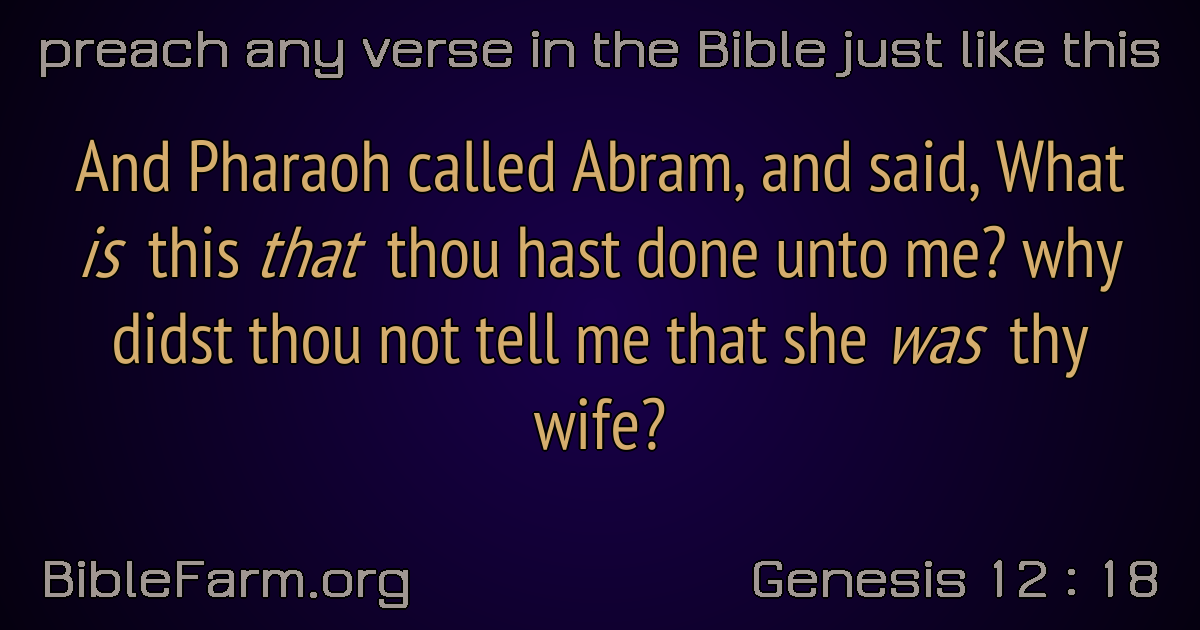 preach any verse in the Bible just like this
And Pharaoh called Abram, and said, What
is this that thou hast done unto me? why
didst thou not tell me that she was thy
wife?
BibleFarm.org
Genesis 12 : 18